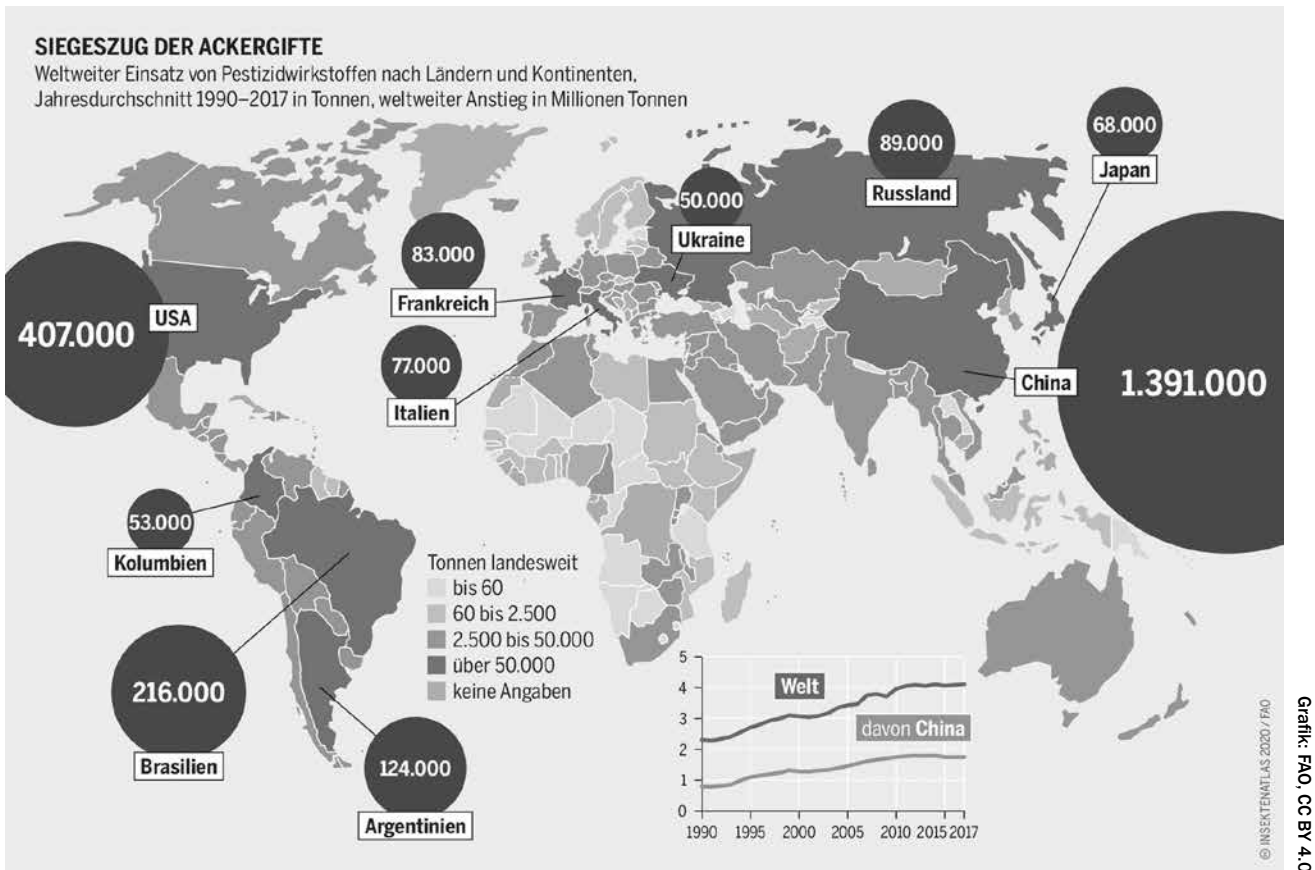 SIEGESZUG DER ACKERGIFTE
Weltweiter Einsatz von Pestizidwirkstoffen nach Ländern und Kontinenten,
Jahresdurchschnitt 1990–2017 in Tonnen, weltweiter Anstieg in Millionen Tonnen
89.000
Russland
68.000
Japan
50.000
Ukraine
83.000
Frankreich
USA
407.000
77.000
Italien
China
1.391.000
53.000
Kolumbien
216.000
Brasilien
124.000
Argentinien
Tonnen landesweit
bis 60
60 bis 2.500
2.500 bis 50.000
über 50.000
keine Angaben
5
4
3
2
1
0
Welt
davon China
1990 1995 2000 2005 2010 2015 2017
© INSEKTENATLAS 2020 / FAO
Grafik: FAO, CC BY 4.0